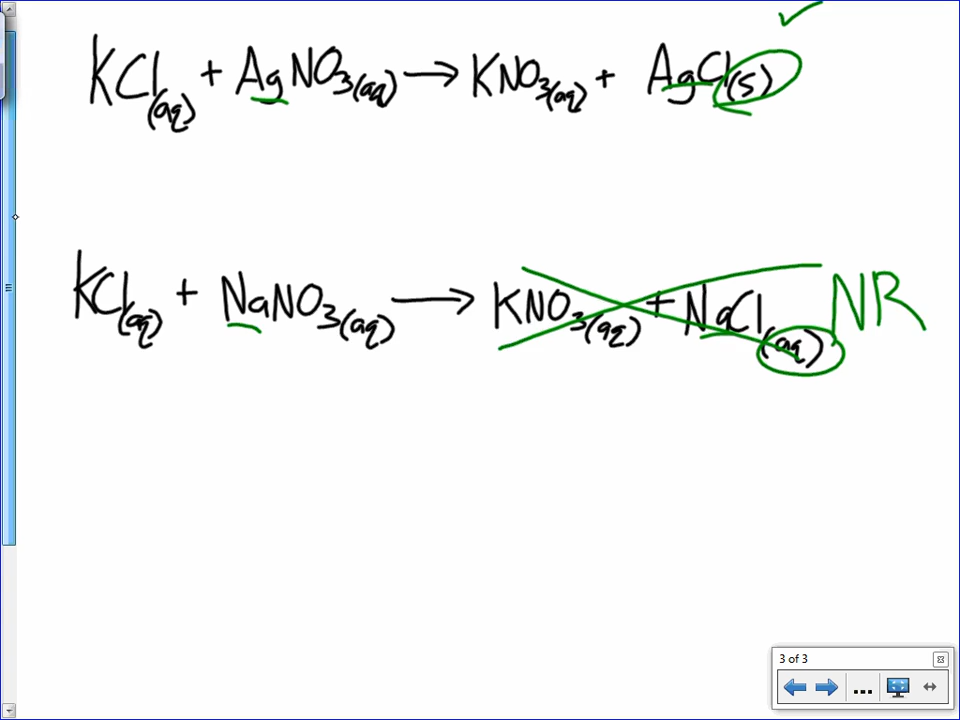 KCl(aq) + AgNO3(aq) → KNO3(aq) + AgCl(s) ✓
KCl(aq) + NaNO3(aq) → KNO3(aq) + NaCl(aq) NR
3 of 3
...